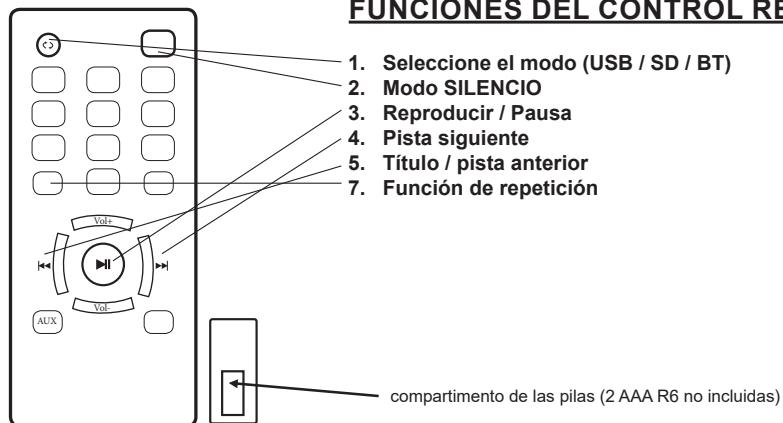 FUNCIONES DEL CONTROL RE
1. Seleccione el modo (USB / SD / BT)
2. Modo SILENCIO
3. Reproducir / Pausa
4. Pista siguiente
5. Título / pista anterior
7. Función de repetición
Vol+
Vol-
AUX
compartimento de las pilas (2 AAA R6 no incluidas)